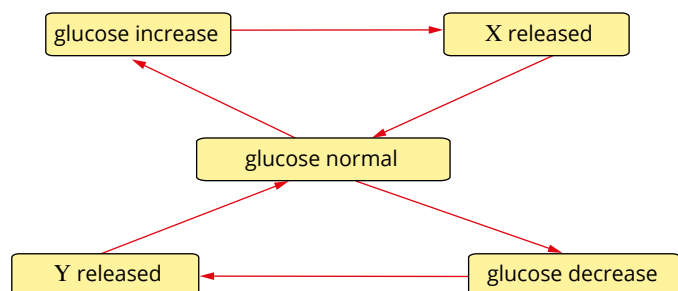 glucose increase
X released
glucose normal
Y released
glucose decrease